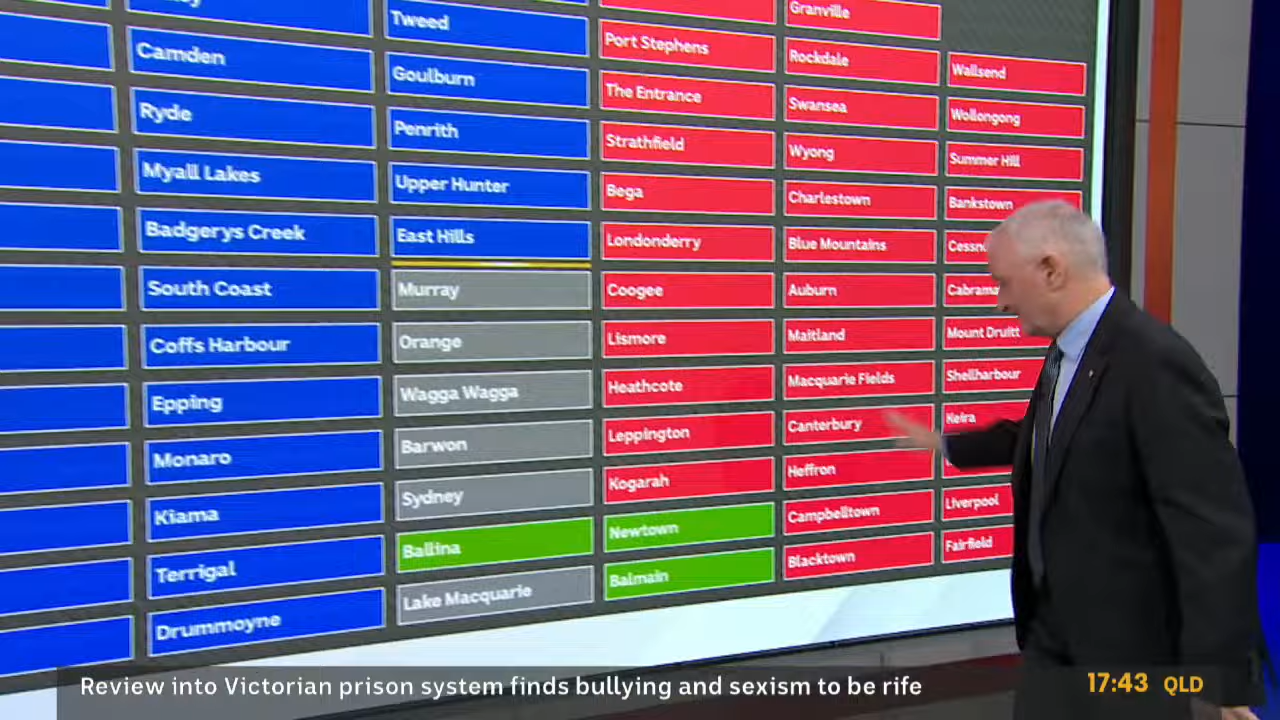 Tweed
Camden
Goulburn
Ryde
Penrith
Myall Lakes
Upper Hunter
Badgerys Creek
East Hills
South Coast
Murray
Coffs Harbour
Orange
Epping
Wagga Wagga
Monaro
Barwon
Kiama
Sydney
Terrigal
Ballina
Drummoyne
Lake Macquarie
Port Stephens
The Entrance
Strathfield
Bega
Londonderry
Coogee
Lismore
Heathcote
Leppington
Kogarah
Newtown
Balmain
Granville
Rockdale
Swansea
Wyong
Charlestown
Blue Mountains
Auburn
Maitland
Macquarie Fields
Canterbury
Heffron
Campbelltown
Blacktown
Wallsend
Wollongong
Summer Hill
Bankstown
Cessn
Cabrama
Mount Druitt
Shellharbour
Keira
Liverpool
Fairfield
Review into Victorian prison system finds bullying and sexism to be rife
17:43 QLD